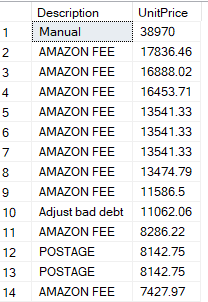 Description UnitPrice
1 Manual 38970
2 AMAZON FEE 17836.46
3 AMAZON FEE 16888.02
4 AMAZON FEE 16453.71
5 AMAZON FEE 13541.33
6 AMAZON FEE 13541.33
7 AMAZON FEE 13541.33
8 AMAZON FEE 13474.79
9 AMAZON FEE 11586.5
10 Adjust bad debt 11062.06
11 AMAZON FEE 8286.22
12 POSTAGE 8142.75
13 POSTAGE 8142.75
14 AMAZON FEE 7427.97